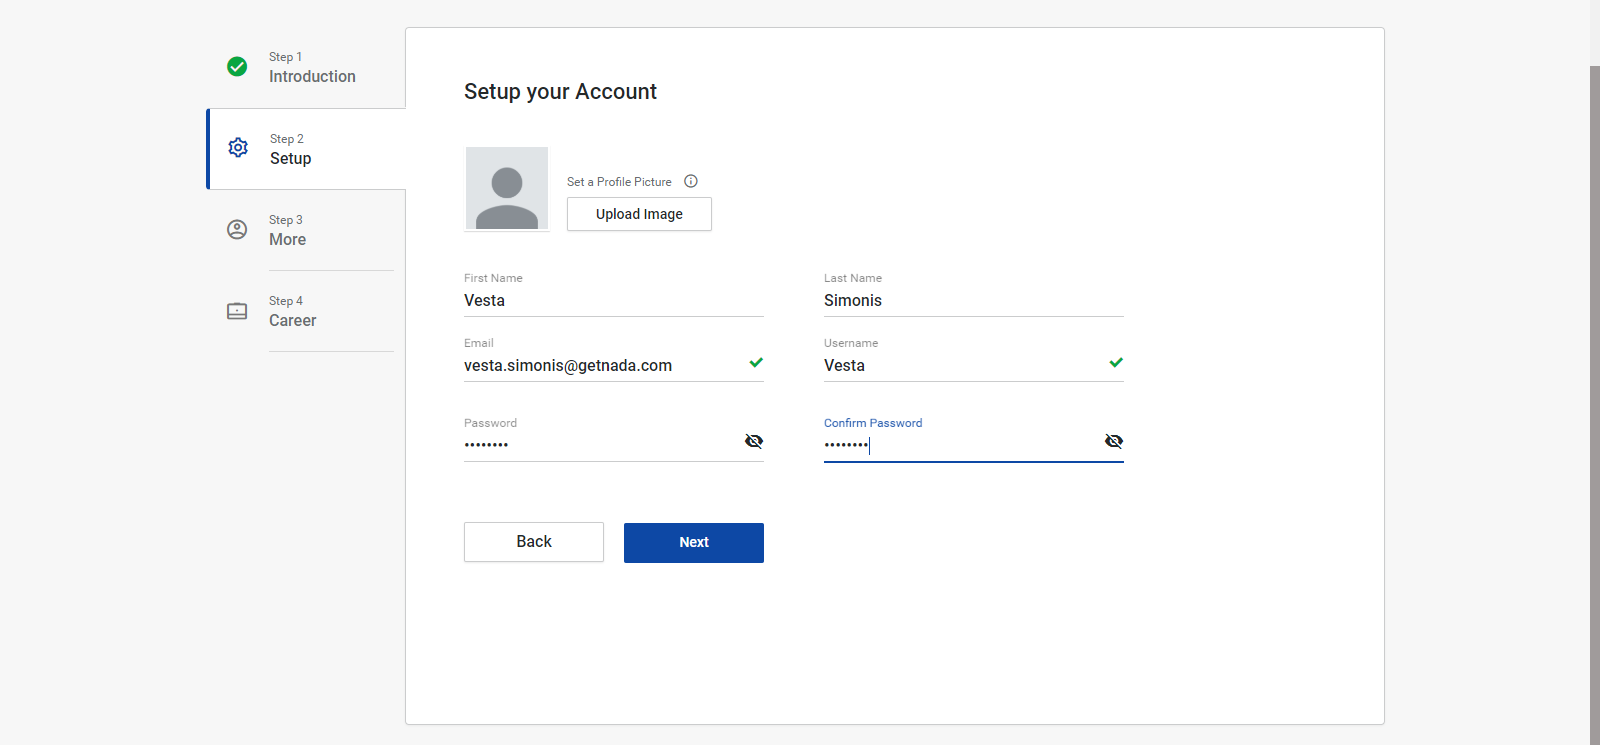 Step 1
Introduction
Step 2
Setup
Step 3
More
Step 4
Career
Setup your Account
Set a Profile Picture
Upload Image
First Name
Vesta
Last Name
Simonis
Email
vesta.simonis@getnada.com
Username
Vesta
Password
••••••••
Confirm Password
••••••••
Back
Next